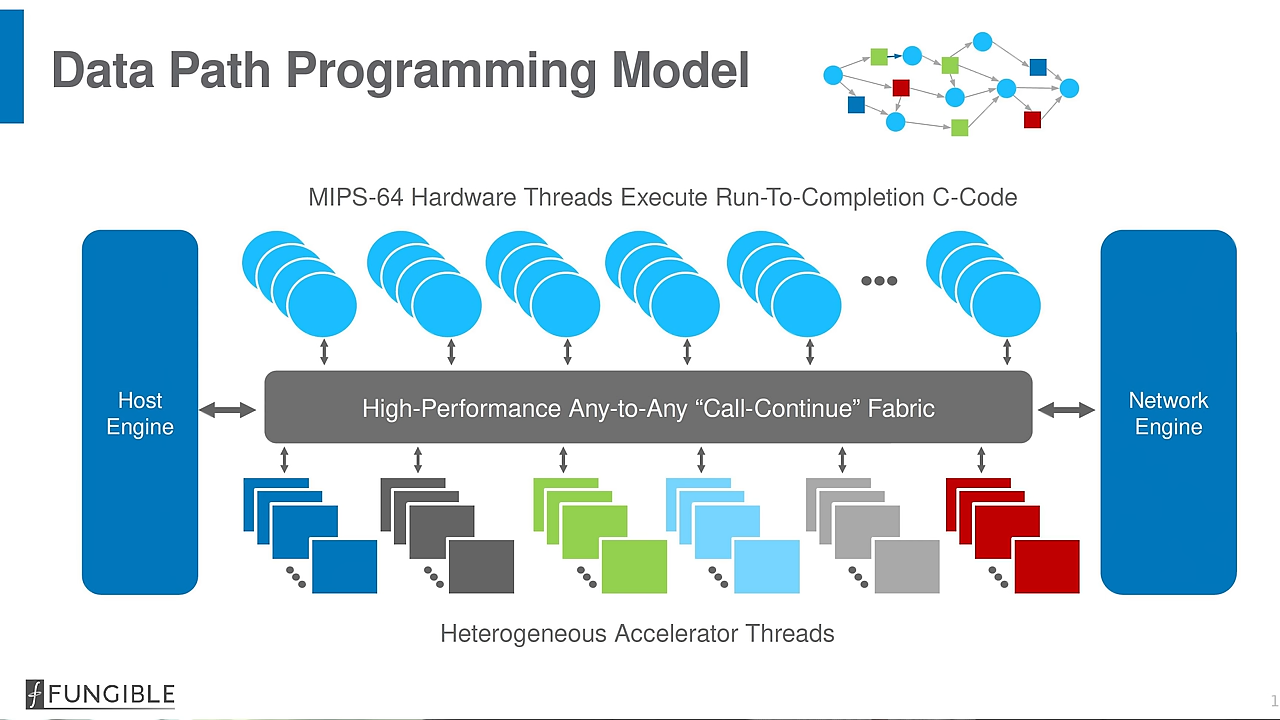 Data Path Programming Model
MIPS-64 Hardware Threads Execute Run-To-Completion C-Code
Host
Engine
High-Performance Any-to-Any “Call-Continue” Fabric
Network
Engine
Heterogeneous Accelerator Threads
FUNGIBLE
1